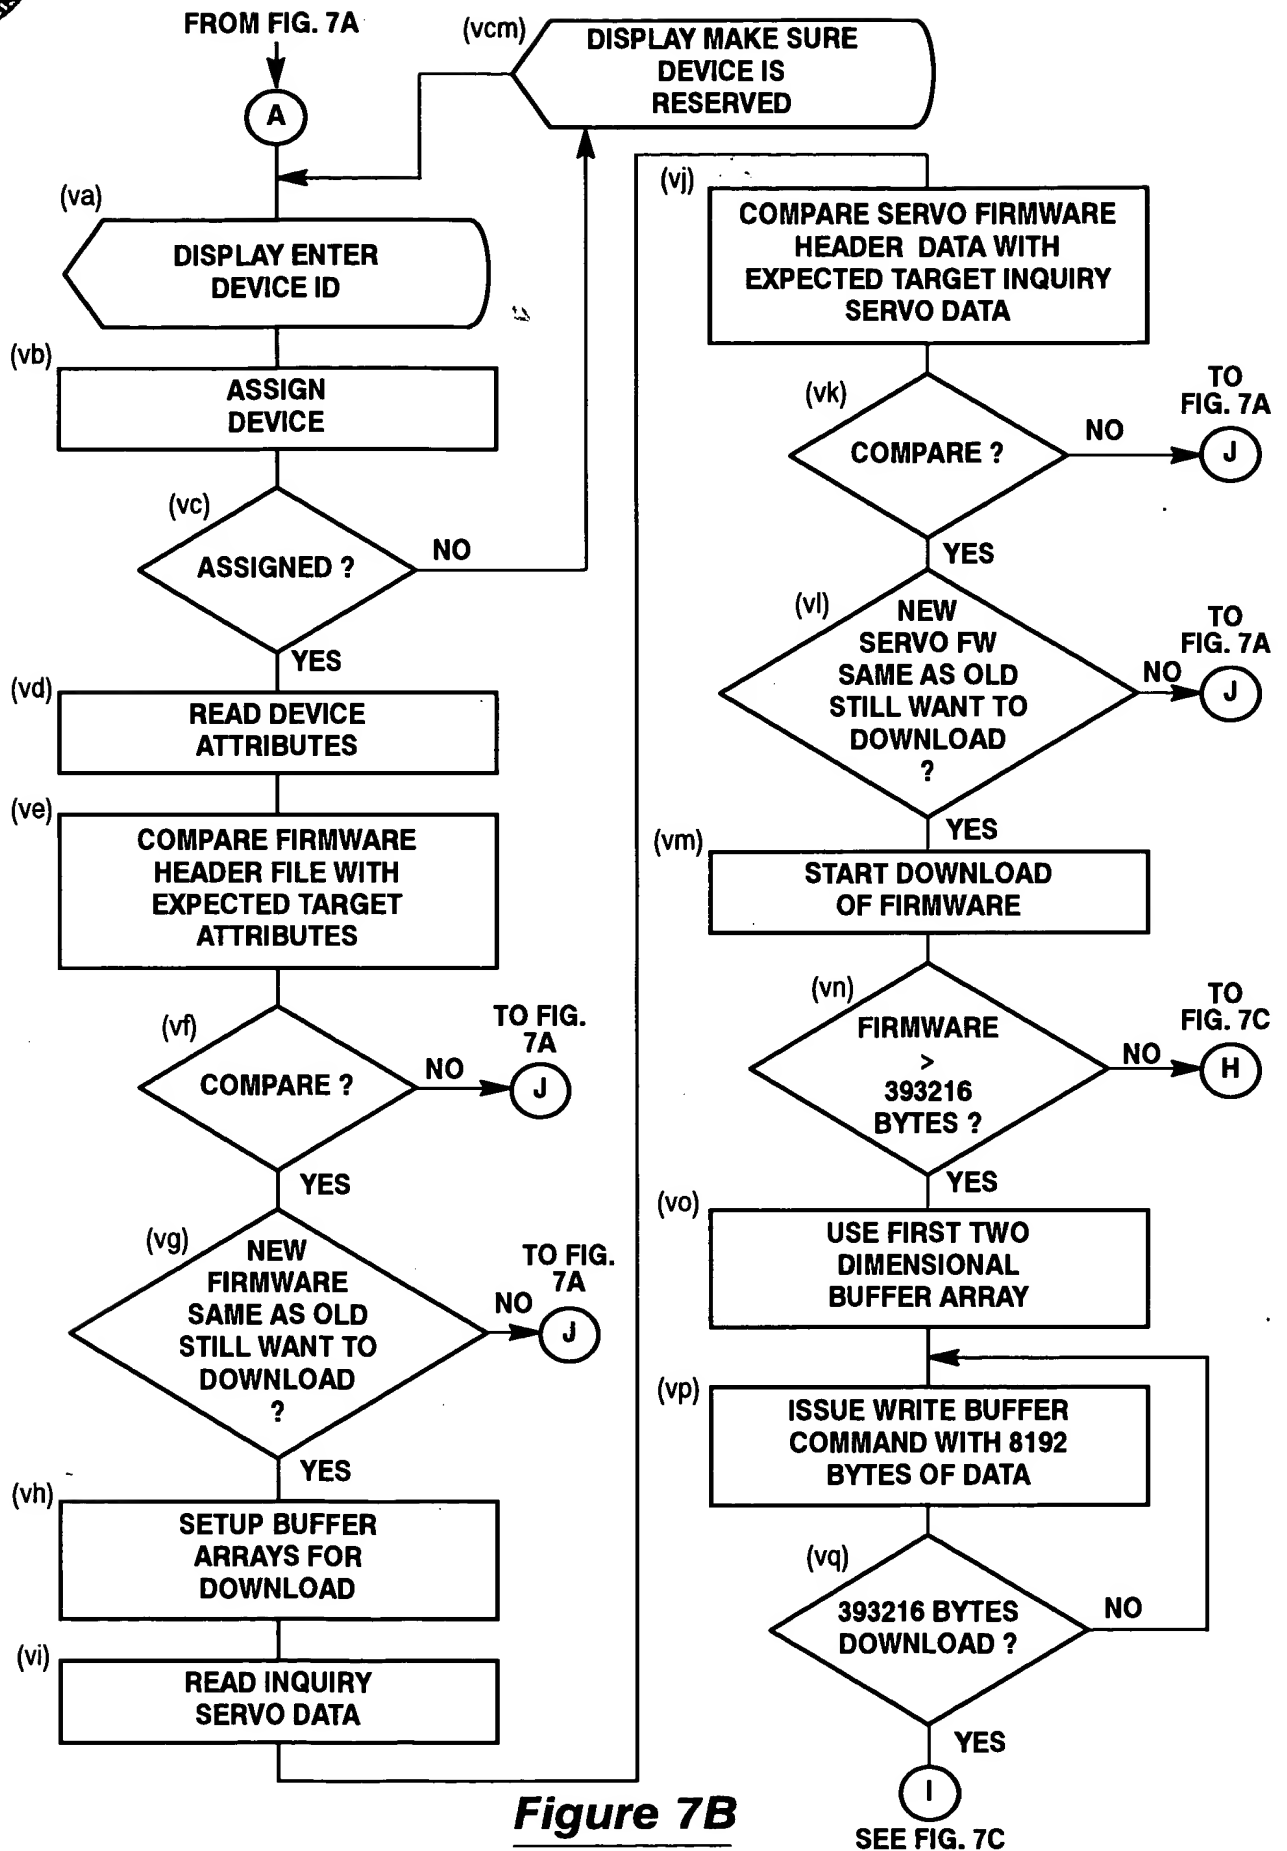 FROM FIG. 7A
A
(vcm)
DISPLAY MAKE SURE
DEVICE IS
RESERVED
(va)
DISPLAY ENTER
DEVICE ID
(vb)
ASSIGN
DEVICE
(vc)
ASSIGNED ?
NO
YES
(vd)
READ DEVICE
ATTRIBUTES
(ve)
COMPARE FIRMWARE
HEADER FILE WITH
EXPECTED TARGET
ATTRIBUTES
(vf)
COMPARE ?
NO
TO FIG.
7A
J
YES
(vg)
NEW
FIRMWARE
SAME AS OLD
STILL WANT TO
DOWNLOAD
?
NO
TO FIG.
7A
J
YES
(vh)
SETUP BUFFER
ARRAYS FOR
DOWNLOAD
(vi)
READ INQUIRY
SERVO DATA
(vj)
COMPARE SERVO FIRMWARE
HEADER DATA WITH
EXPECTED TARGET INQUIRY
SERVO DATA
(vk)
COMPARE ?
NO
TO
FIG. 7A
J
YES
(vl)
NEW
SERVO FW
SAME AS OLD
STILL WANT TO
DOWNLOAD
?
NO
TO
FIG. 7A
J
YES
(vm)
START DOWNLOAD
OF FIRMWARE
(vn)
FIRMWARE
>
393216
BYTES ?
NO
TO
FIG. 7C
H
YES
(vo)
USE FIRST TWO
DIMENSIONAL
BUFFER ARRAY
(vp)
ISSUE WRITE BUFFER
COMMAND WITH 8192
BYTES OF DATA
(vq)
393216 BYTES
DOWNLOAD ?
NO
YES
I
SEE FIG. 7C
Figure 7B